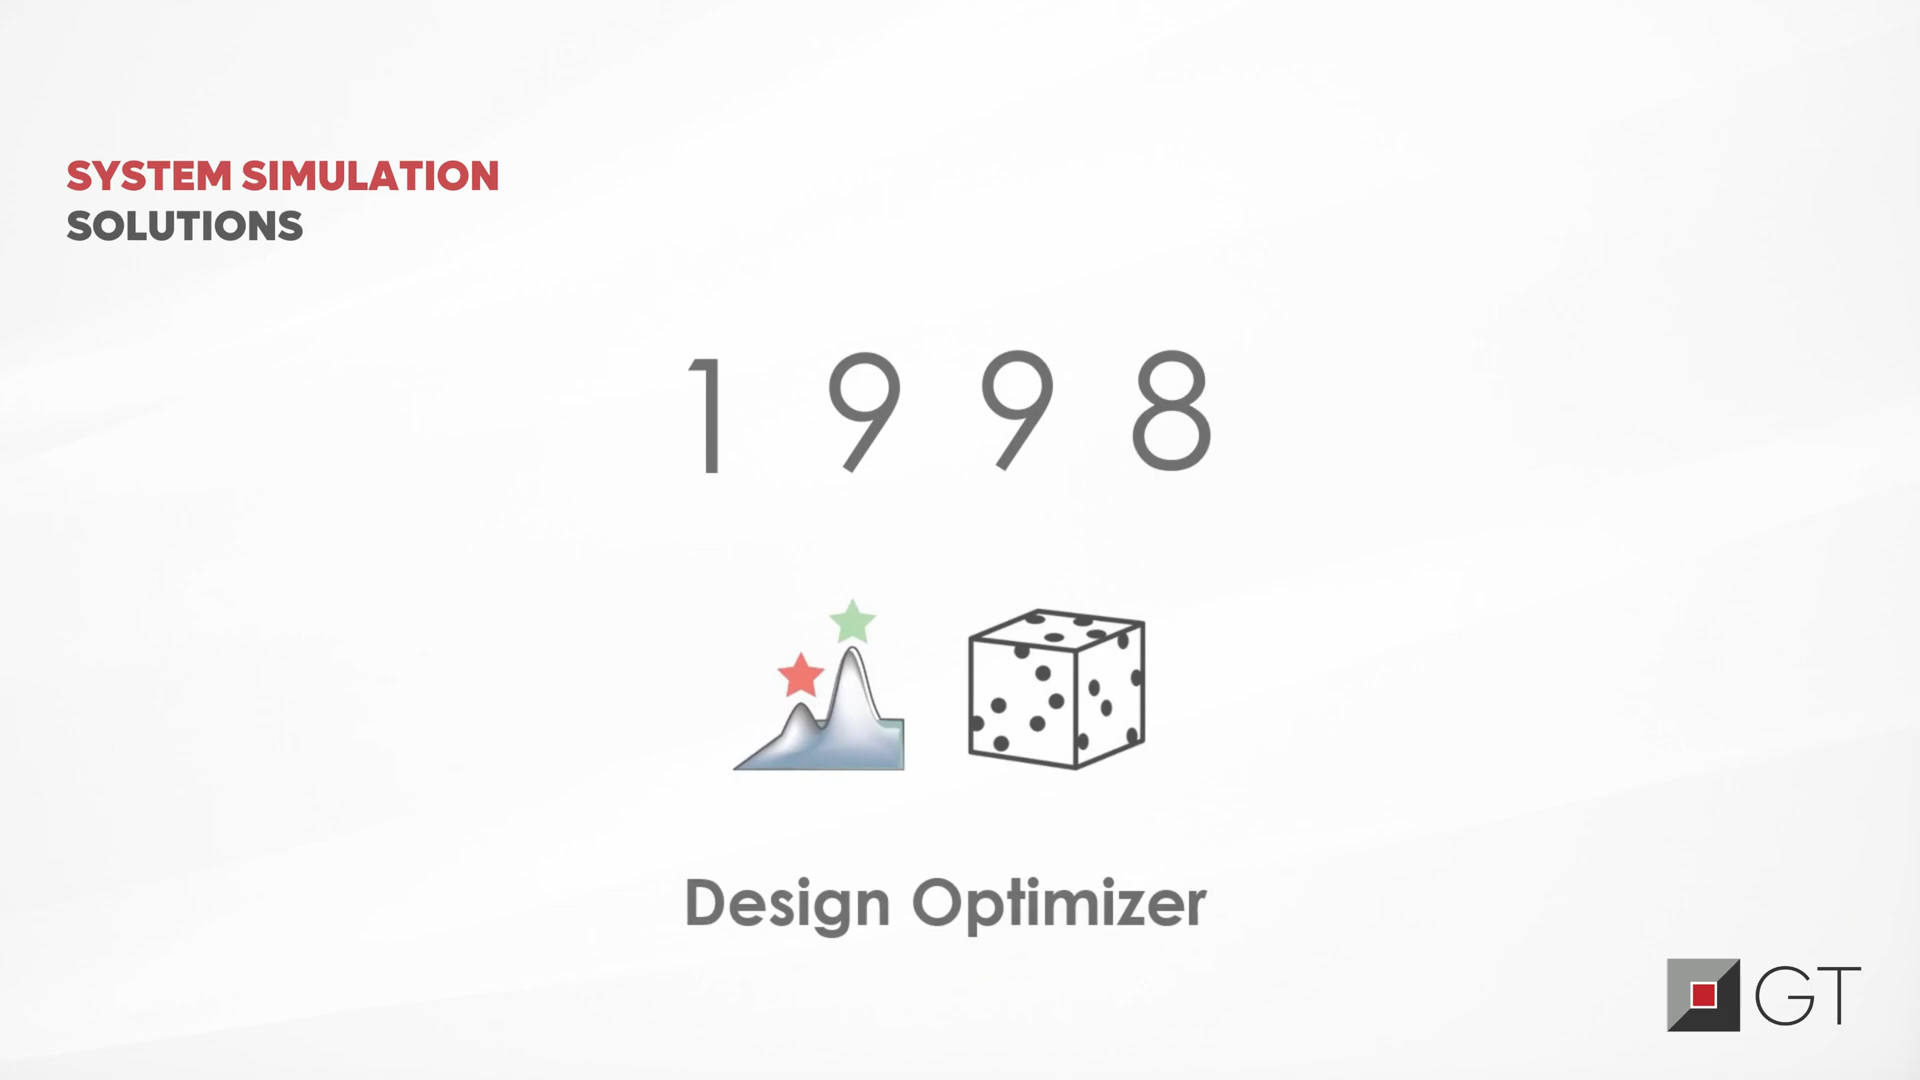 SYSTEM SIMULATION
SOLUTIONS
1 9 9 8
Design Optimizer
GT